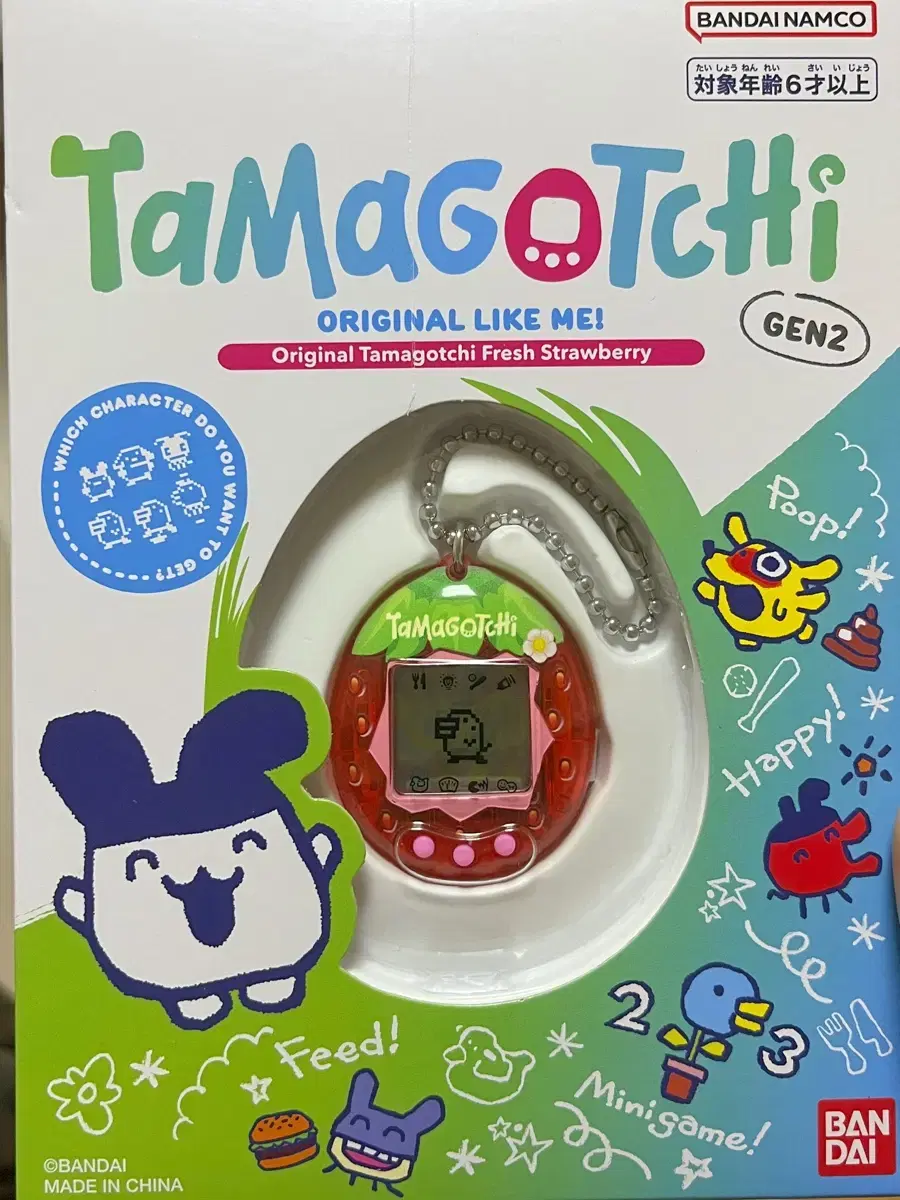 BANDAI NAMCO
たいしょうねんれい さいいじょう
対象年齢6才以上
TaMaGOTCHi
ORIGINAL LIKE ME!
GEN2
Original Tamagotchi Fresh Strawberry
WHICH CHARACTER DO YOU WANT TO GET?
Poop!
TaMaGOTCHi
Happy!
2
3
Feed!
Minigame!
BAN
DAI
©BANDAI
MADE IN CHINA